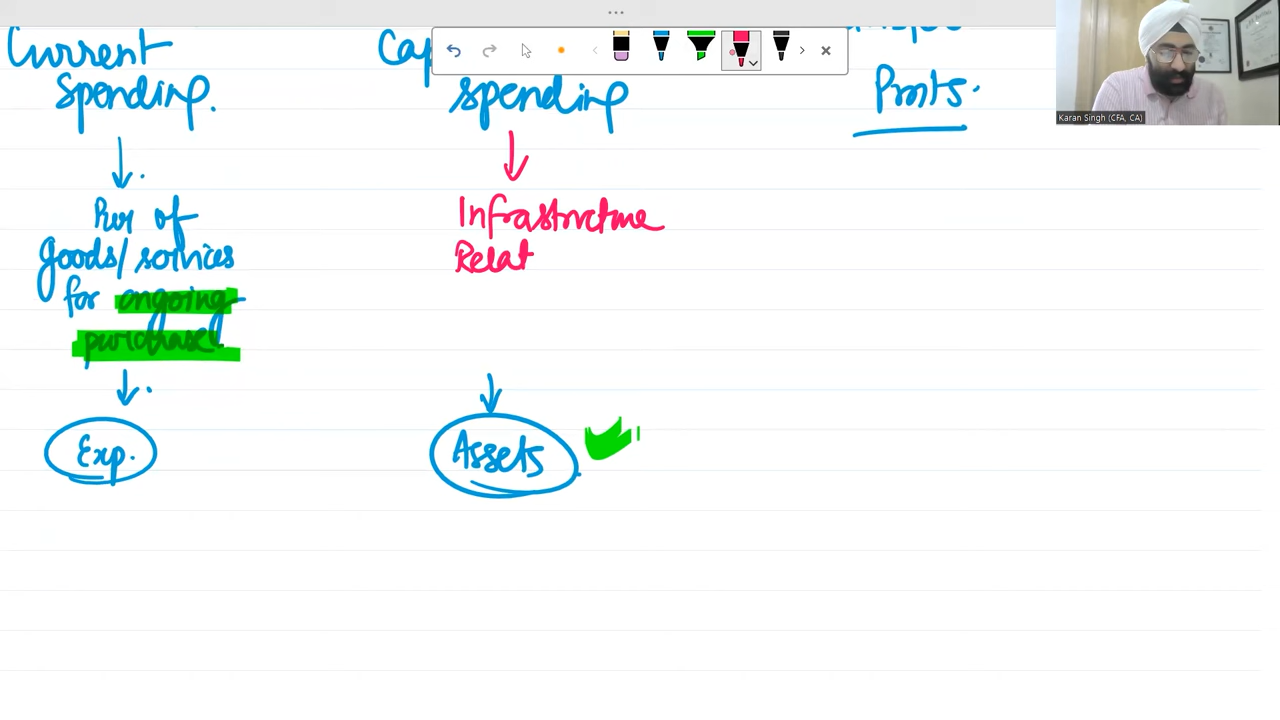 Current
Spending.
Pur of
goods/services
for ongoing
purchase
Exp.
Cap
spending
Infrastructure
Relat
Assets
Pmts.
Karan Singh (CFA, CA)